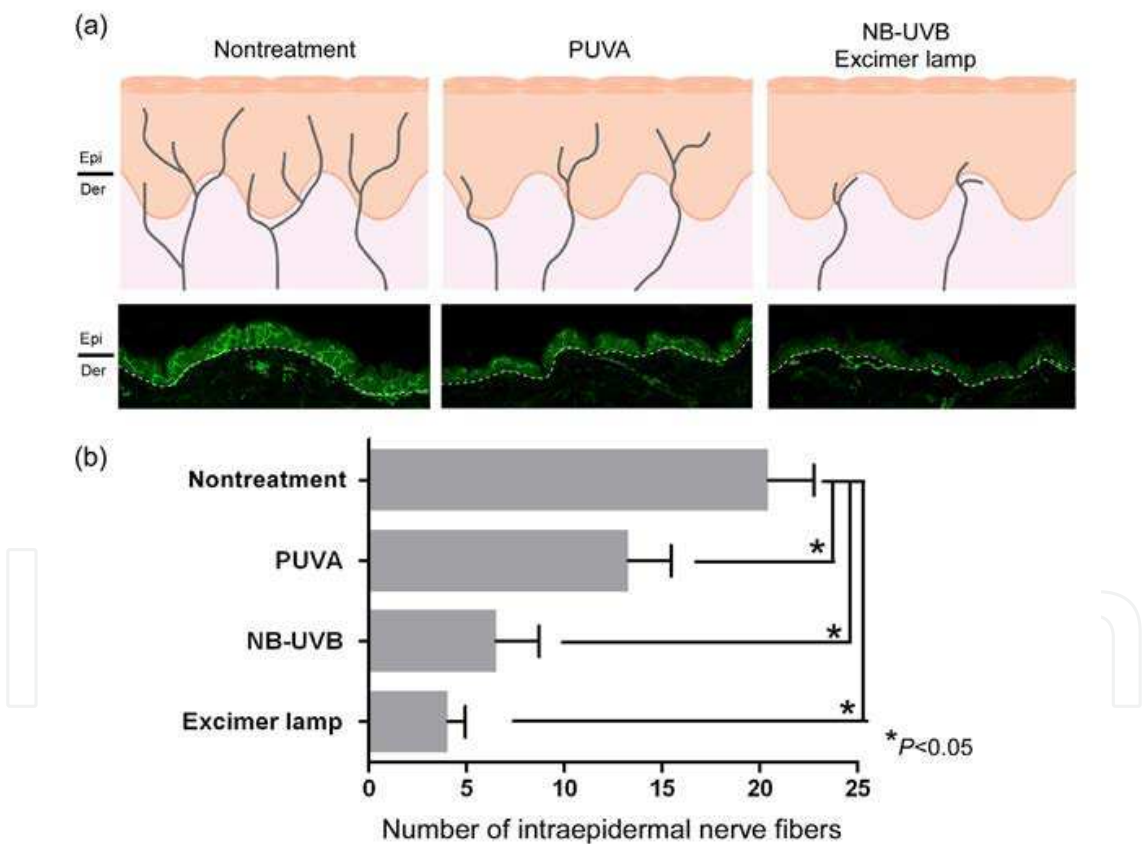 (a)
Nontreatment
PUVA
NB-UVB
Excimer lamp
Epi
Der
Epi
Der
(b)
Nontreatment
PUVA
NB-UVB
Excimer lamp
*
*
*
*P<0.05
0 5 10 15 20 25
Number of intraepidermal nerve fibers